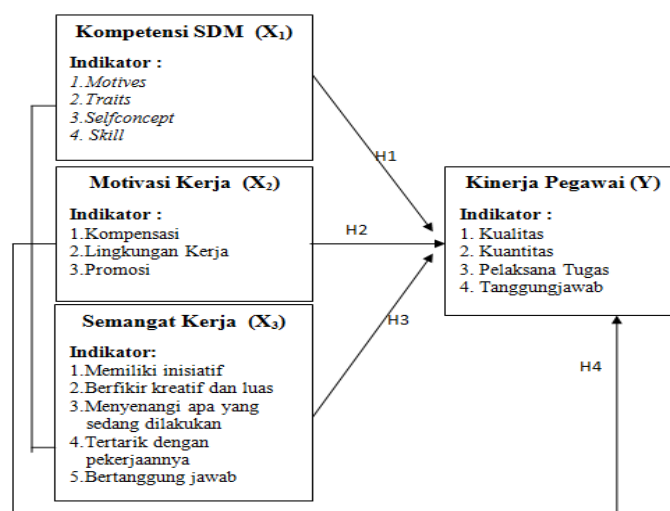 Kompetensi SDM (X₁)
Indikator :
1.Motives
2.Traits
3.Selfconcept
4. Skill
H1
Motivasi Kerja (X₂)
Indikator :
1.Kompensasi
2.Lingkungan Kerja
3.Promosi
H2
Kinerja Pegawai (Y)
Indikator :
1. Kualitas
2. Kuantitas
3. Pelaksana Tugas
4. Tanggungjawab
Semangat Kerja (X₃)
Indikator:
1.Memiliki inisiatif
2.Berfikir kreatif dan luas
3.Menyenangi apa yang
sedang dilakukan
4.Tertarik dengan
pekerjaannya
5.Bertanggung jawab
H3
H4